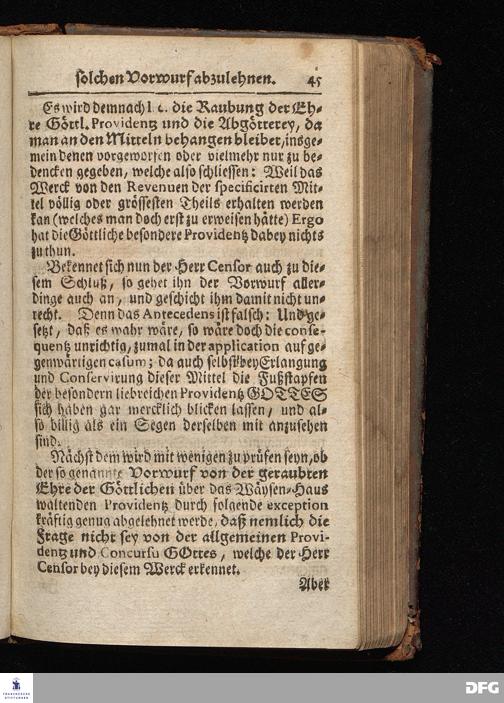 solchen Vorwurf abzulehnen. 45
Es wird demnach l. c. die Raubung der Eh-
re Göttl. Providentz und die Abgötterey, da
man an den Mitteln behangen bleibet, insge-
mein denen vorgeworfen oder vielmehr nur zu be-
dencken gegeben, welche also schliessen: Weil das
Werck von den Revenuen der specificirten Mit-
tel völlig oder grössesten Theils erhalten werden
kan (welches man doch erst zu erweisen hätte) Ergo
hat die Göttliche besondere Providentz dabey nichts
zu thun.
Bekennet sich nun der Herr Censor auch zu die-
sem Schluß, so gehet ihn der Vorwurf aller-
dinge auch an, und geschicht ihm damit nicht un-
recht. Denn das Antecedens ist falsch: Und ge-
setzt, daß es wahr wäre, so wäre doch die conse-
quentz unrichtig, zumal in der application auf ge-
genwärtigen casum; da auch selbst bey Erlangung
und Conservirung dieser Mittel die Fußstapfen
der besondern liebreichen Providentz GOTTES
sich haben gar mercklich blicken lassen, und al-
so billig als ein Segen derselben mit anzusehen
sind.
Nächst dem wird mit wenigen zu prüfen seyn, ob
der so genannte Vorwurf von der geraubten
Ehre der Göttlichen über das Wäysen-Haus
waltenden Providentz durch folgende exception
kräftig genug abgelehnet werde, daß nemlich die
Frage nicht sey von der allgemeinen Provi-
dentz und Concursu GOttes, welche der Herr
Censor bey diesem Werck erkennet.
Aber
FRANCKESCHE
STIFTUNGEN
DFG